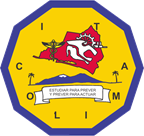 I T
C O L I M A
ESTUDIAR PARA PREVER
Y PREVER PARA ACTUAR